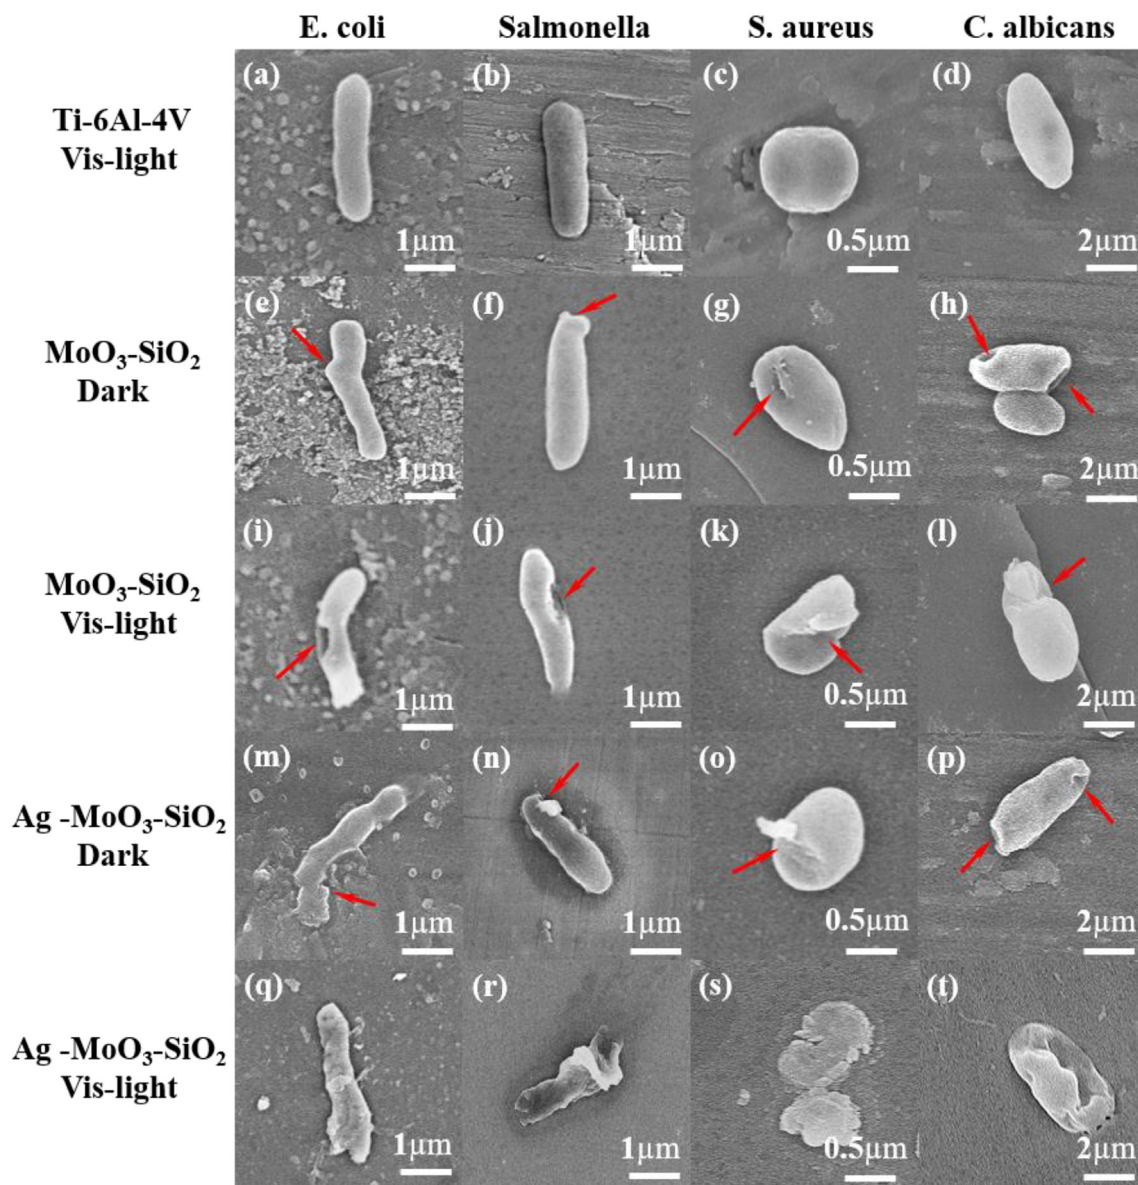 E. coli Salmonella S. aureus C. albicans
Ti-6Al-4V
Vis-light
(a) (b) (c) (d)
1μm 1μm 0.5μm 2μm
MoO₃-SiO₂
Dark
(e) (f) (g) (h)
1μm 1μm 0.5μm 2μm
MoO₃-SiO₂
Vis-light
(i) (j) (k) (l)
1μm 1μm 0.5μm 2μm
Ag -MoO₃-SiO₂
Dark
(m) (n) (o) (p)
1μm 1μm 0.5μm 2μm
Ag -MoO₃-SiO₂
Vis-light
(q) (r) (s) (t)
1μm 1μm 0.5μm 2μm